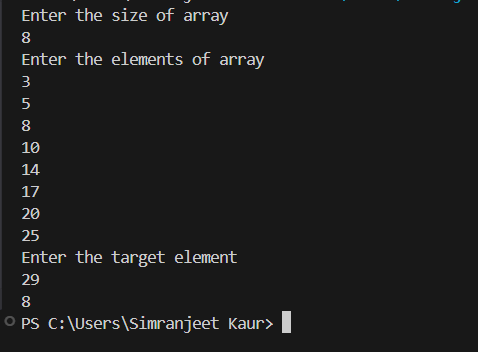 Enter the size of array
8
Enter the elements of array
3
5
8
10
14
17
20
25
Enter the target element
29
8
PS C:\Users\Simranjeet Kaur>